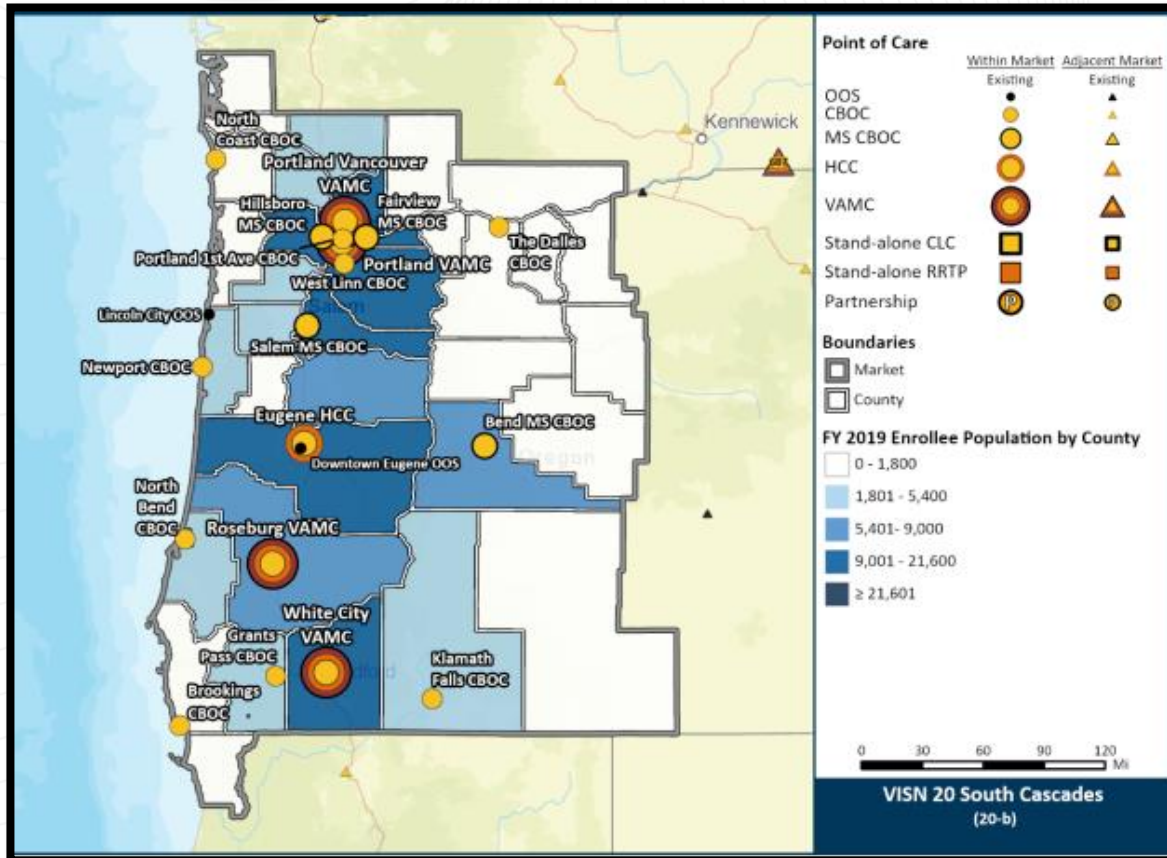 North
Coast CBOC
Portland Vancouver
VAMC
Hillsboro
MS CBOC
Fairview
MS CBOC
Portland 1st Ave CBOC
Portland VAMC
West Linn CBOC
The Dalles
CBOC
Kennewick
Salem
Lincoln City OOS
Salem MS CBOC
Newport CBOC
Eugene HCC
Downtown Eugene OOS
Bend MS CBOC
Oregon
North
Bend
CBOC
Roseburg VAMC
White City
VAMC
Grants
Pass CBOC
Brookings
CBOC
Klamath
Falls CBOC
Point of Care
Within Market Adjacent Market
Existing Existing
OOS
CBOC
MS CBOC
HCC
VAMC
Stand-alone CLC
Stand-alone RRTP
Partnership
P
Boundaries
Market
County
FY 2019 Enrollee Population by County
0 - 1,800
1,801 - 5,400
5,401 - 9,000
9,001 - 21,600
≥ 21,601
0 30 60 90 120
Mi
VISN 20 South Cascades
(20-b)